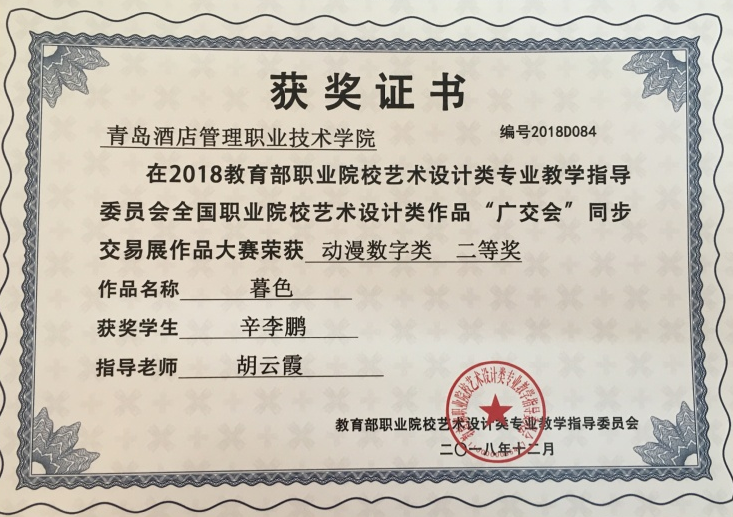 获奖证书
青岛酒店管理职业技术学院 编号2018D084
在2018教育部职业院校艺术设计类专业教学指导
委员会全国职业院校艺术设计类作品“广交会”同步
交易展作品大赛荣获 动漫数字类 二等奖
作品名称 暮色
获奖学生 辛李鹏
指导老师 胡云霞
教育部职业院校艺术设计类专业教学指导委员会
二〇一八年十二月